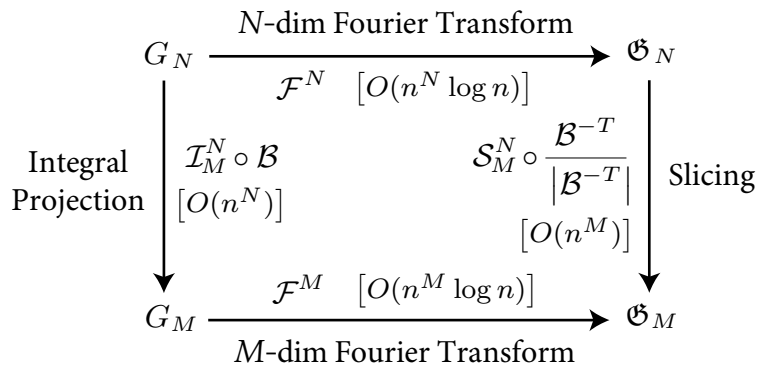 N-dim Fourier Transform
G_N 𝔊_N
ℱ^N [O(n^N log n)]
Integral
Projection
ℐ^N_M ∘ ℬ
[O(n^N)]
𝒮^N_M ∘ ℬ^{-T} / |ℬ^{-T}|
[O(n^M)]
Slicing
ℱ^M [O(n^M log n)]
G_M 𝔊_M
M-dim Fourier Transform